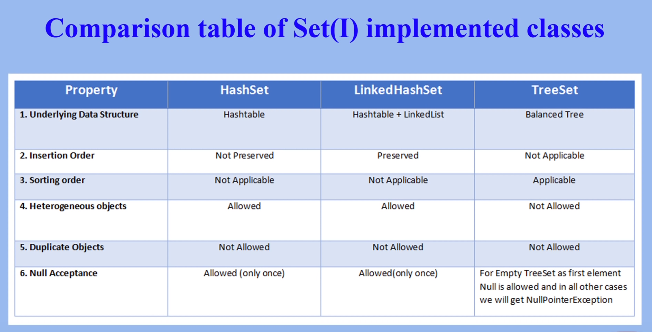 Comparison table of Set(I) implemented classes
Property HashSet LinkedHashSet TreeSet
1. Underlying Data Structure Hashtable Hashtable + LinkedList Balanced Tree
2. Insertion Order Not Preserved Preserved Not Applicable
3. Sorting order Not Applicable Not Applicable Applicable
4. Heterogeneous objects Allowed Allowed Not Allowed
5. Duplicate Objects Not Allowed Not Allowed Not Allowed
6. Null Acceptance Allowed (only once) Allowed(only once) For Empty TreeSet as first element
Null is allowed and in all other cases
we will get NullPointerException